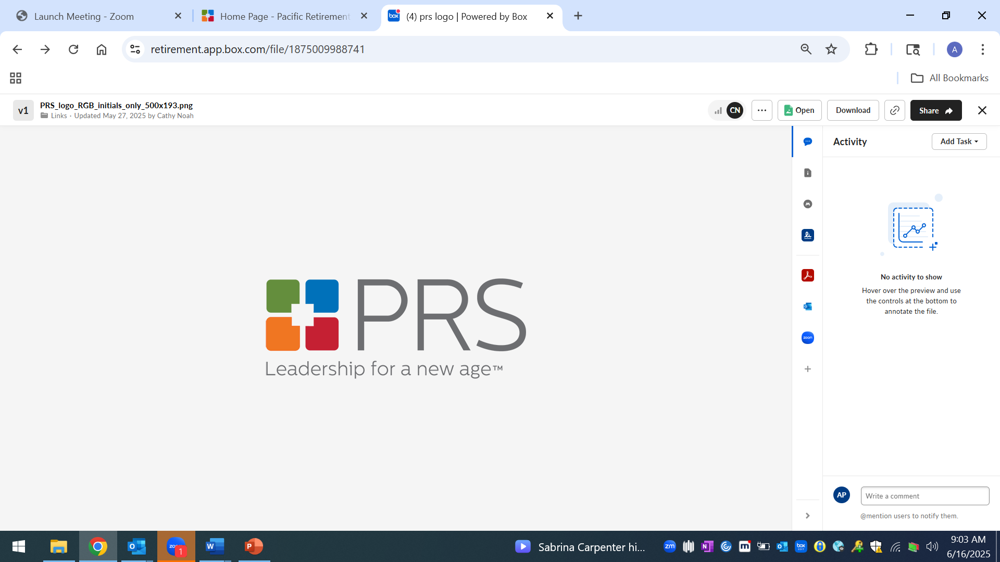 Launch Meeting - Zoom
Home Page - Pacific Retirement
(4) prs logo | Powered by Box
retirement.app.box.com/file/1875009988741
A
All Bookmarks
v1
PRS_logo_RGB_initials_only_500x193.png
Links · Updated May 27, 2025 by Cathy Noah
CN
Open
Download
Share
Activity
Add Task
PRS
Leadership for a new age™
No activity to show
Hover over the preview and use
the controls at the bottom to
annotate the file.
zoom
AP
Write a comment
@mention users to notify them.
1
Sabrina Carpenter hi...
zm
9:03 AM
6/16/2025